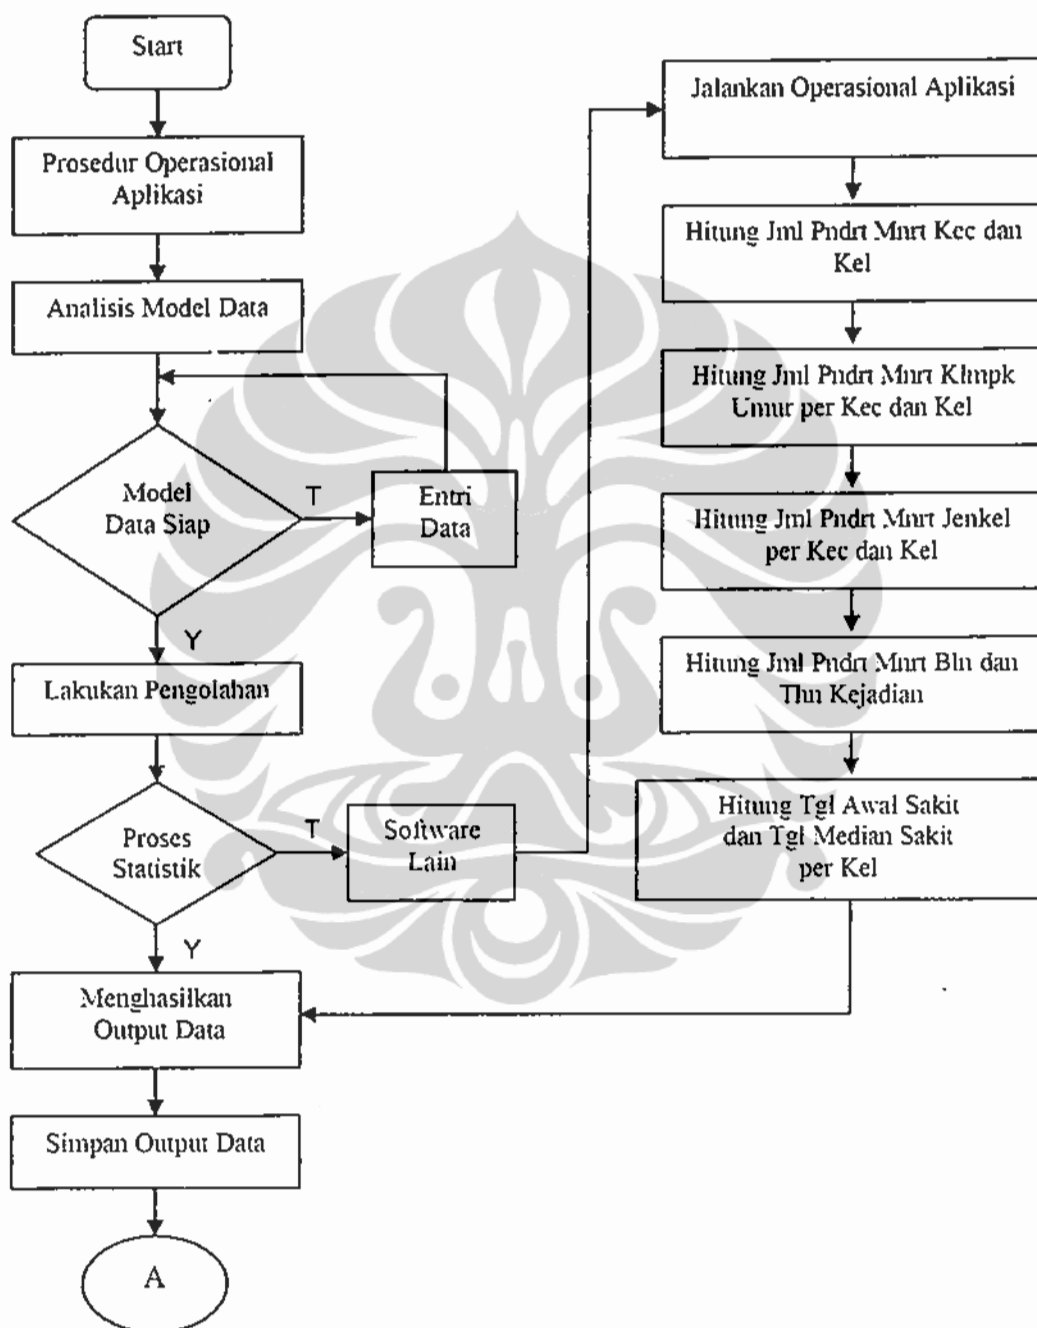 Start
Prosedur Operasional
Aplikasi
Analisis Model Data
Model
Data Siap
T
Entri
Data
Y
Lakukan Pengolahan
Proses
Statistik
T
Software
Lain
Y
Menghasilkan
Output Data
Simpan Output Data
A
Jalankan Operasional Aplikasi
Hitung Jml Pndrt Mnrt Kec dan
Kel
Hitung Jml Pndrt Mnrt Klmpk
Umur per Kec dan Kel
Hitung Jml Pndrt Mnrt Jenkel
per Kec dan Kel
Hitung Jml Pndrt Mnrt Bln dan
Thn Kejadian
Hitung Tgl Awal Sakit
dan Tgl Median Sakit
per Kel